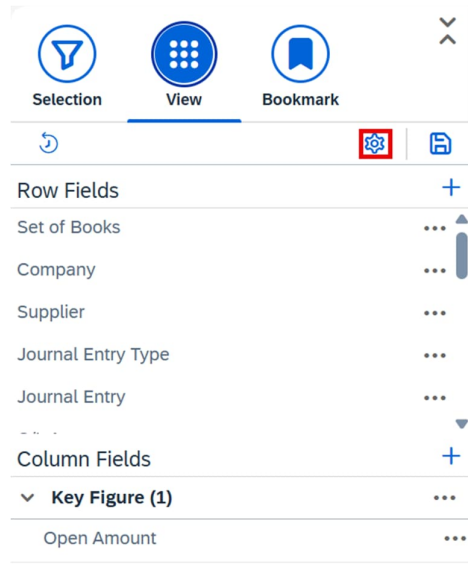 Selection
View
Bookmark
Row Fields
Set of Books
Company
Supplier
Journal Entry Type
Journal Entry
Column Fields
Key Figure (1)
Open Amount